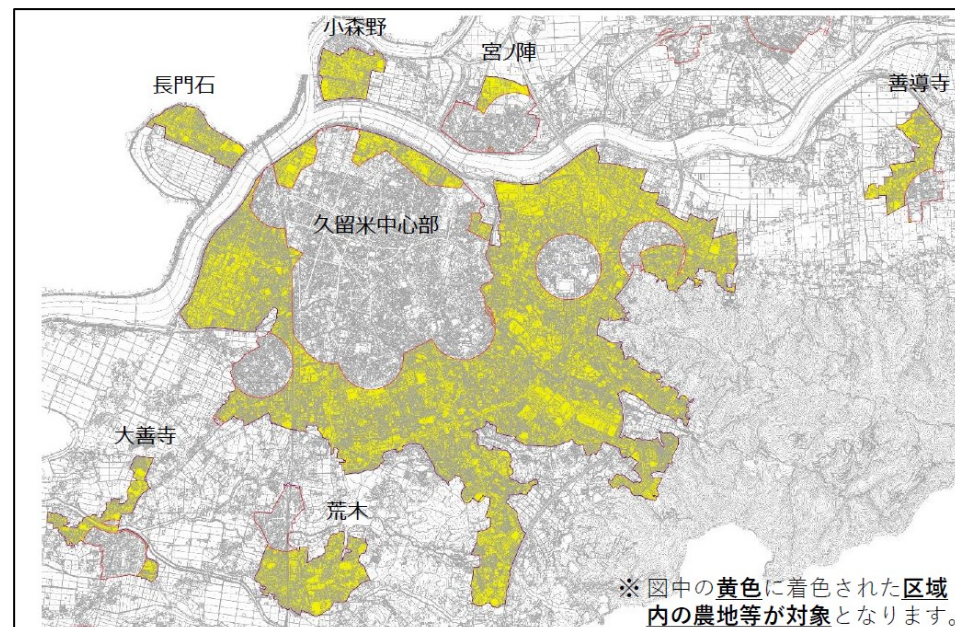 小森野
宮ノ陣
長門石
善導寺
久留米中心部
大善寺
荒木
※ 図中の黄色に着色された区域
内の農地等が対象となります。